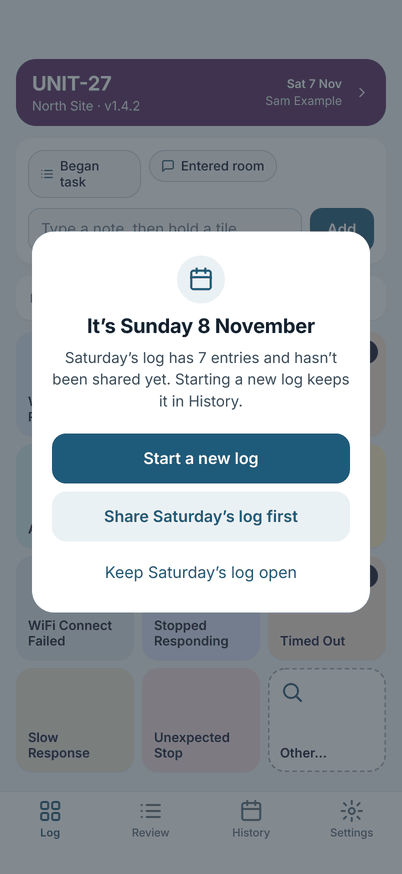 UNIT-27
Sat 7 Nov
North Site · v1.4.2
Sam Example
Began
task
Entered room
Type a note, then hold a tile
Add
It’s Sunday 8 November
Saturday’s log has 7 entries and hasn’t
been shared yet. Starting a new log keeps
it in History.
Start a new log
Share Saturday’s log first
Keep Saturday’s log open
WiFi Connect
Failed
Stopped
Responding
Timed Out
Slow
Response
Unexpected
Stop
Other...
Log
Review
History
Settings